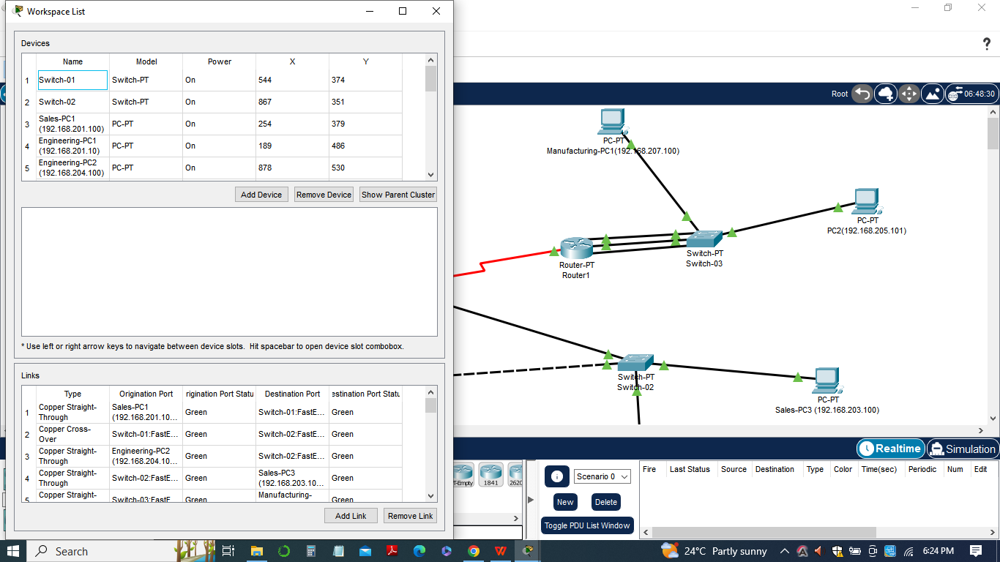 Workspace List
Devices
Name Model Power X Y
1 Switch-01 Switch-PT On 544 374
2 Switch-02 Switch-PT On 867 351
3 Sales-PC1 (192.168.201.100) PC-PT On 254 379
4 Engineering-PC1 (192.168.201.10) PC-PT On 189 486
5 Engineering-PC2 (192.168.204.100) PC-PT On 878 530
Add Device Remove Device Show Parent Cluster
* Use left or right arrow keys to navigate between device slots. Hit spacebar to open device slot combobox.
Links
Type Origination Port rigination Port Statu Destination Port estination Port Statu
1 Copper Straight-Through Sales-PC1 (192.168.201.10... Green Switch-01:FastE... Green
2 Copper Cross-Over Switch-01:FastE... Green Switch-02:FastE... Green
3 Copper Straight-Through Engineering-PC2 (192.168.204.10... Green Switch-02:FastE... Green
4 Copper Straight-Through Switch-02:FastE... Green Sales-PC3 (192.168.203.10... Green
5 Copper Straight- Switch-03:FastE Green Manufacturing- Green
Add Link Remove Link
?
Root 06:48:30
PC-PT
Manufacturing-PC1(192.168.207.100)
PC-PT
PC2(192.168.205.101)
Switch-PT
Switch-03
Router-PT
Router1
Switch-PT
Switch-02
PC-PT
Sales-PC3 (192.168.203.100)
Realtime Simulation
T-Empty 1841 2620
Scenario 0
New Delete
Toggle PDU List Window
Fire Last Status Source Destination Type Color Time(sec) Periodic Num Edit
Search
24°C Partly sunny
6:24 PM